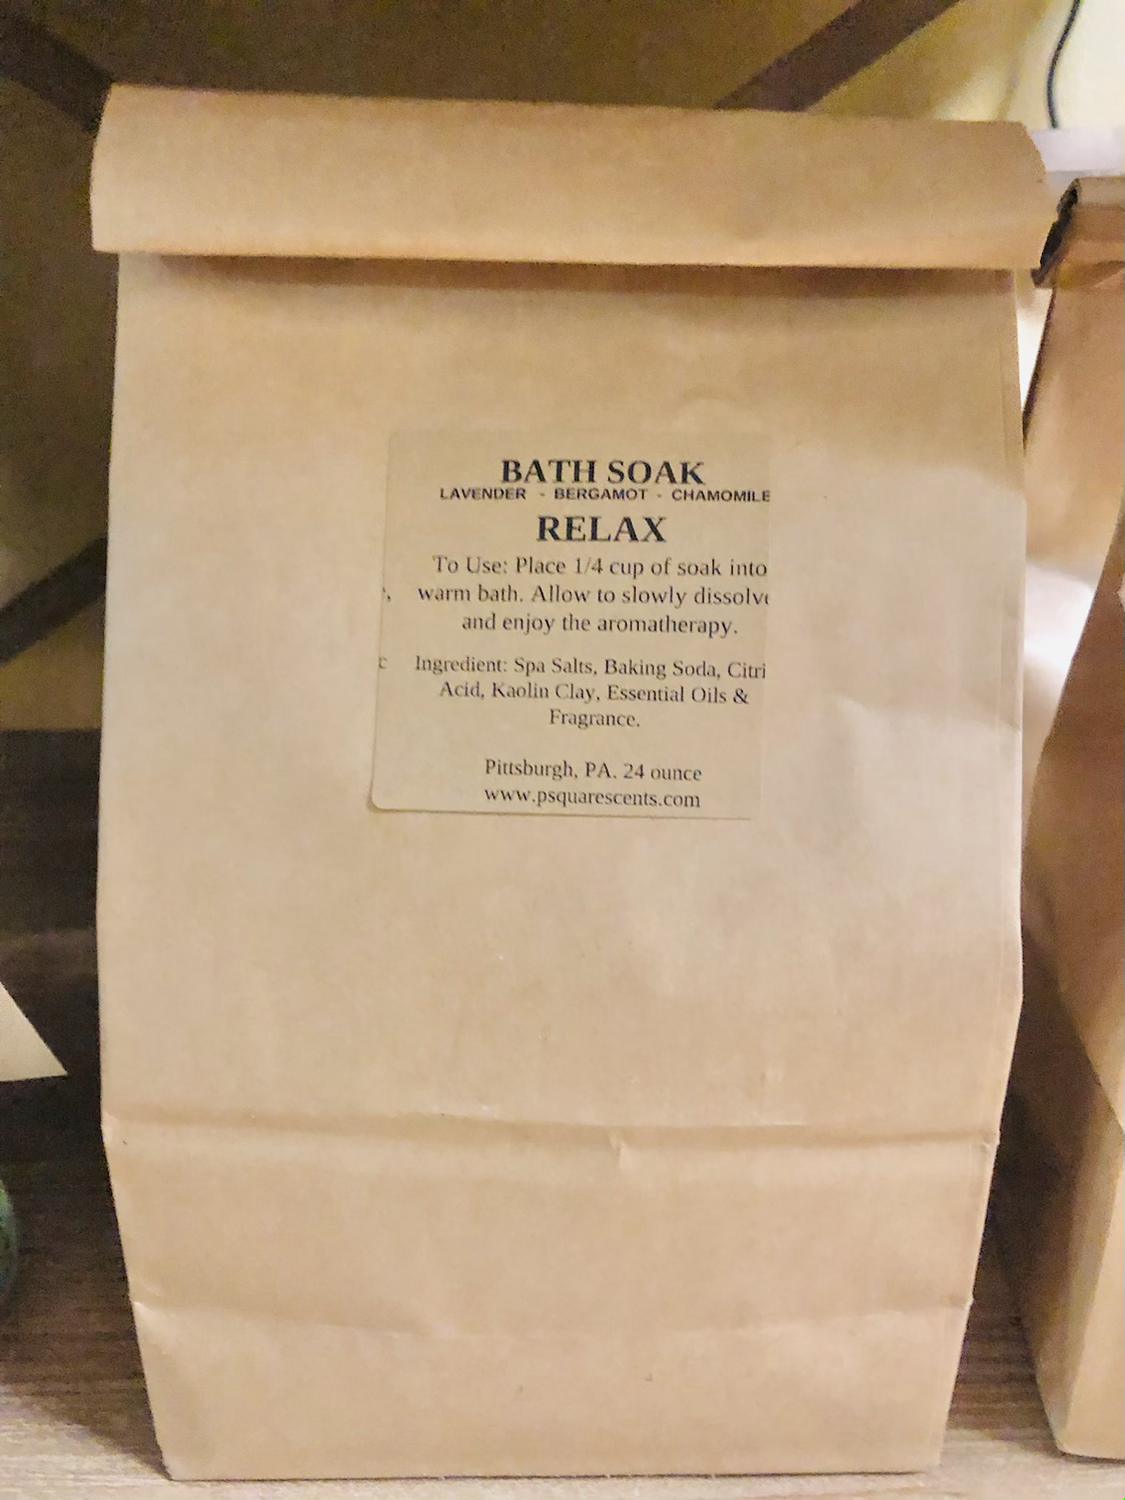 BATH SOAK
LAVENDER - BERGAMOT - CHAMOMILE
RELAX
To Use: Place 1/4 cup of soak into
warm bath. Allow to slowly dissolve
and enjoy the aromatherapy.
Ingredient: Spa Salts, Baking Soda, Citri
Acid, Kaolin Clay, Essential Oils &
Fragrance.
Pittsburgh, PA. 24 ounce
www.psquarescents.com